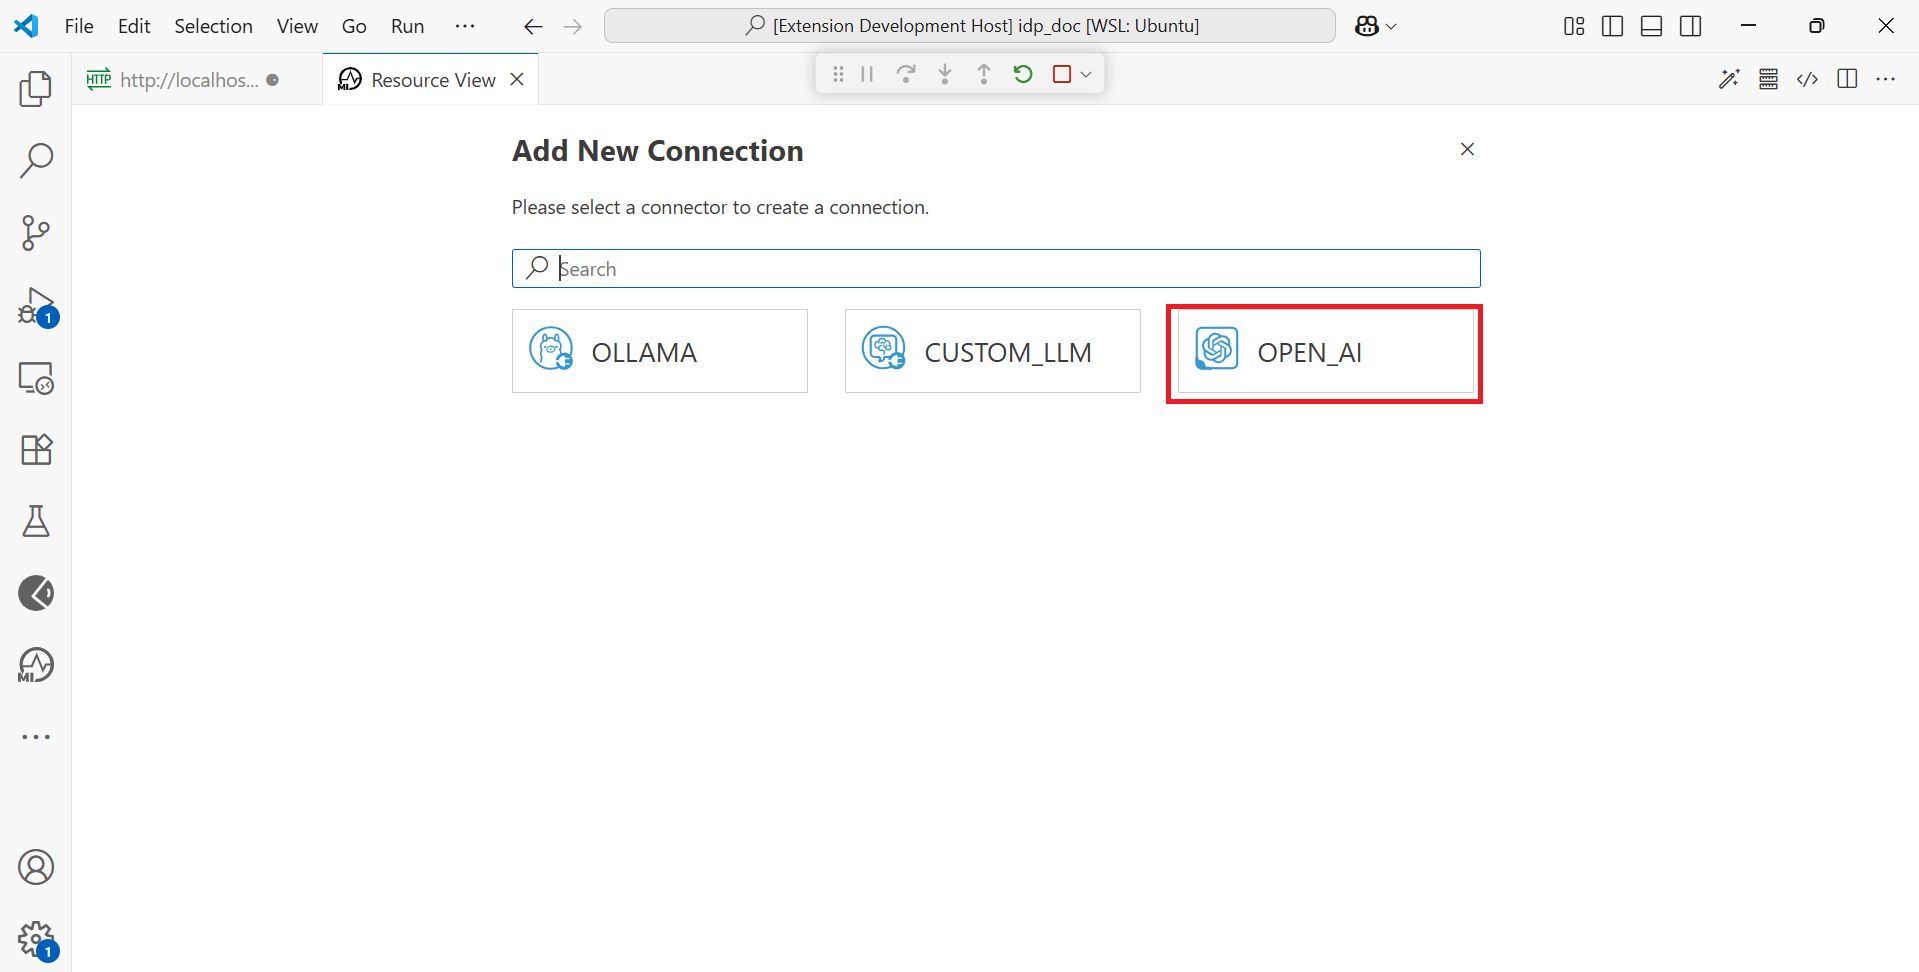 File Edit Selection View Go Run ···
[Extension Development Host] idp_doc [WSL: Ubuntu]
HTTP http://localhos...
MI Resource View
Add New Connection
Please select a connector to create a connection.
Search
OLLAMA
CUSTOM_LLM
OPEN_AI
1
MI
1